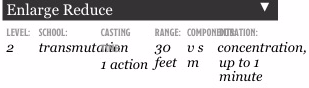 Enlarge Reduce ▼
LEVEL: SCHOOL: CASTING TIME: RANGE: COMPONENTS: DURATION:
2 transmutation 1 action 30 feet v s m concentration, up to 1 minute